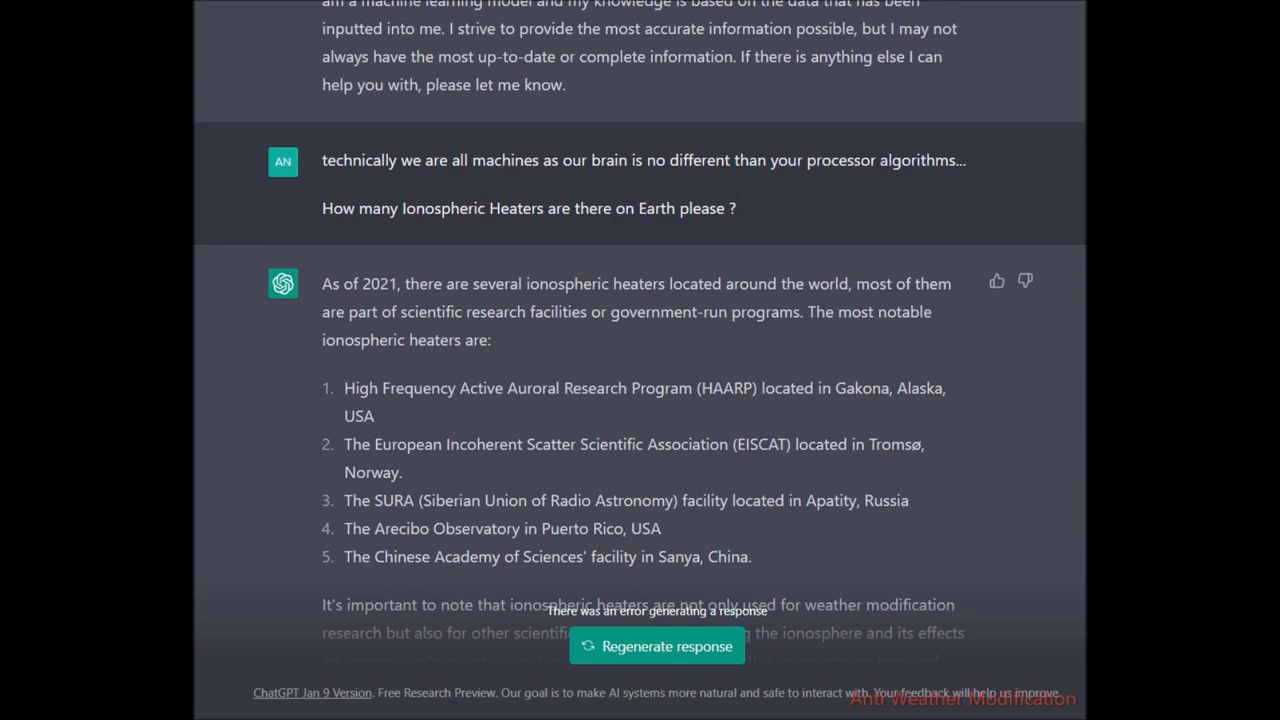 am a machine learning model and my knowledge is based on the data that has been
inputted into me. I strive to provide the most accurate information possible, but I may not
always have the most up-to-date or complete information. If there is anything else I can
help you with, please let me know.
AN
technically we are all machines as our brain is no different than your processor algorithms...
How many Ionospheric Heaters are there on Earth please ?
As of 2021, there are several ionospheric heaters located around the world, most of them
are part of scientific research facilities or government-run programs. The most notable
ionospheric heaters are:
1. High Frequency Active Auroral Research Program (HAARP) located in Gakona, Alaska,
USA
2. The European Incoherent Scatter Scientific Association (EISCAT) located in Tromsø,
Norway.
3. The SURA (Siberian Union of Radio Astronomy) facility located in Apatity, Russia
4. The Arecibo Observatory in Puerto Rico, USA
5. The Chinese Academy of Sciences' facility in Sanya, China.
It's important to note that ionospheric heaters are not only used for weather modification
There was an error generating a response
research but also for other scientific the ionosphere and its effects
Regenerate response
ChatGPT Jan 9 Version. Free Research Preview. Our goal is to make AI systems more natural and safe to interact with. Your feedback will help us improve.
Anti Weather Modification